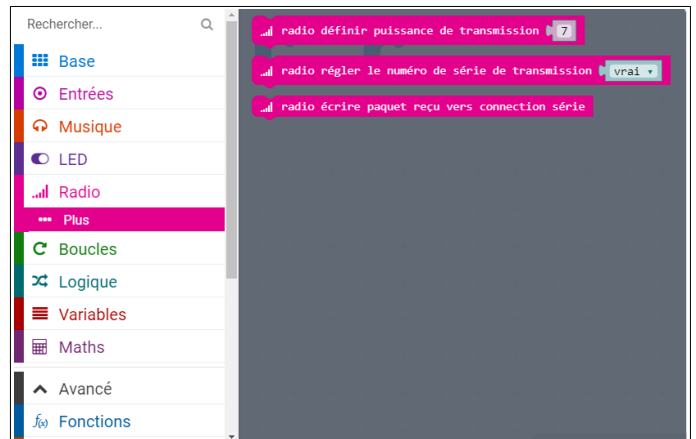 Rechercher...
Base
Entrées
Musique
LED
Radio
Plus
Boucles
Logique
Variables
Maths
Avancé
f(x) Fonctions
radio définir puissance de transmission 7
radio régler le numéro de série de transmission vrai
radio écrire paquet reçu vers connection série